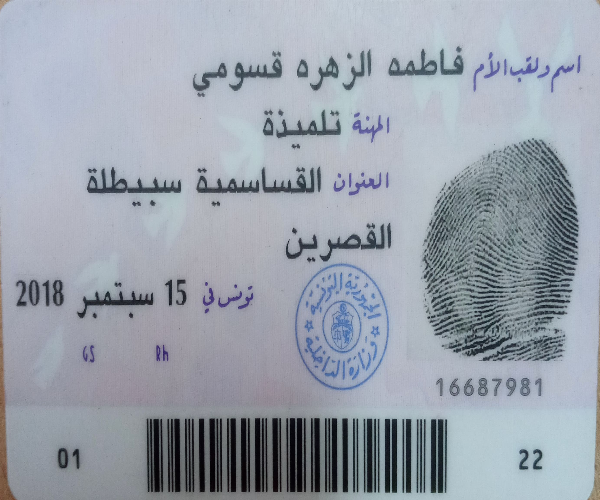 اسم ولقب الأم فاطمه الزهره قسومي
المهنة تلميذة
العنوان القساسمية سبيطلة
القصرين
تونس في 15 سبتمبر 2018
GS Rh
الجمهورية التونسية
وزارة الداخلية
16687981
01 22